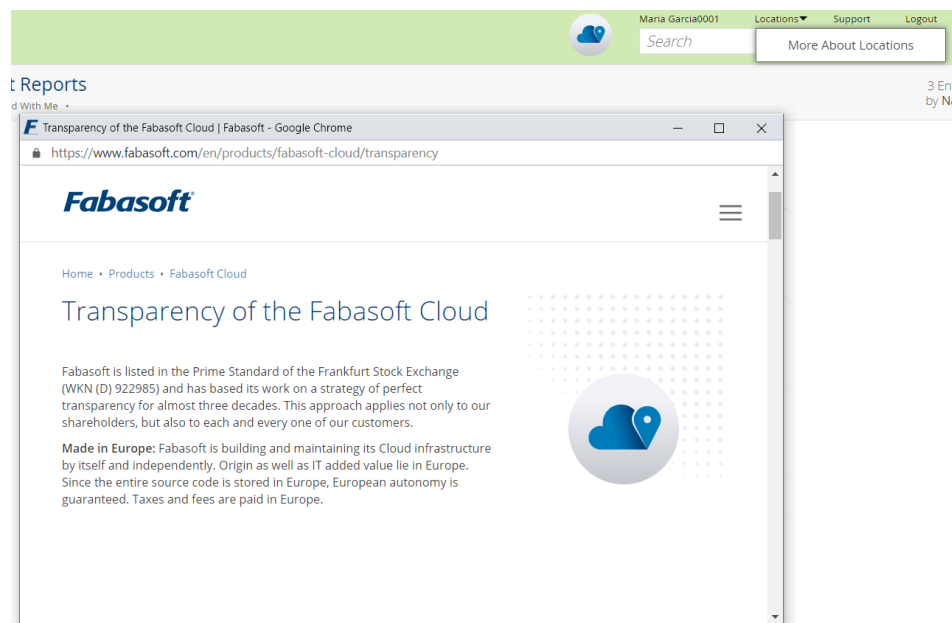 Maria Garcia0001 Locations▼ Support Logout
Search
More About Locations
t Reports
3 En
d With Me •
by Na
Transparency of the Fabasoft Cloud | Fabasoft - Google Chrome
https://www.fabasoft.com/en/products/fabasoft-cloud/transparency
Fabasoft®
Home • Products • Fabasoft Cloud
Transparency of the Fabasoft Cloud
Fabasoft is listed in the Prime Standard of the Frankfurt Stock Exchange
(WKN (D) 922985) and has based its work on a strategy of perfect
transparency for almost three decades. This approach applies not only to our
shareholders, but also to each and every one of our customers.
Made in Europe: Fabasoft is building and maintaining its Cloud infrastructure
by itself and independently. Origin as well as IT added value lie in Europe.
Since the entire source code is stored in Europe, European autonomy is
guaranteed. Taxes and fees are paid in Europe.